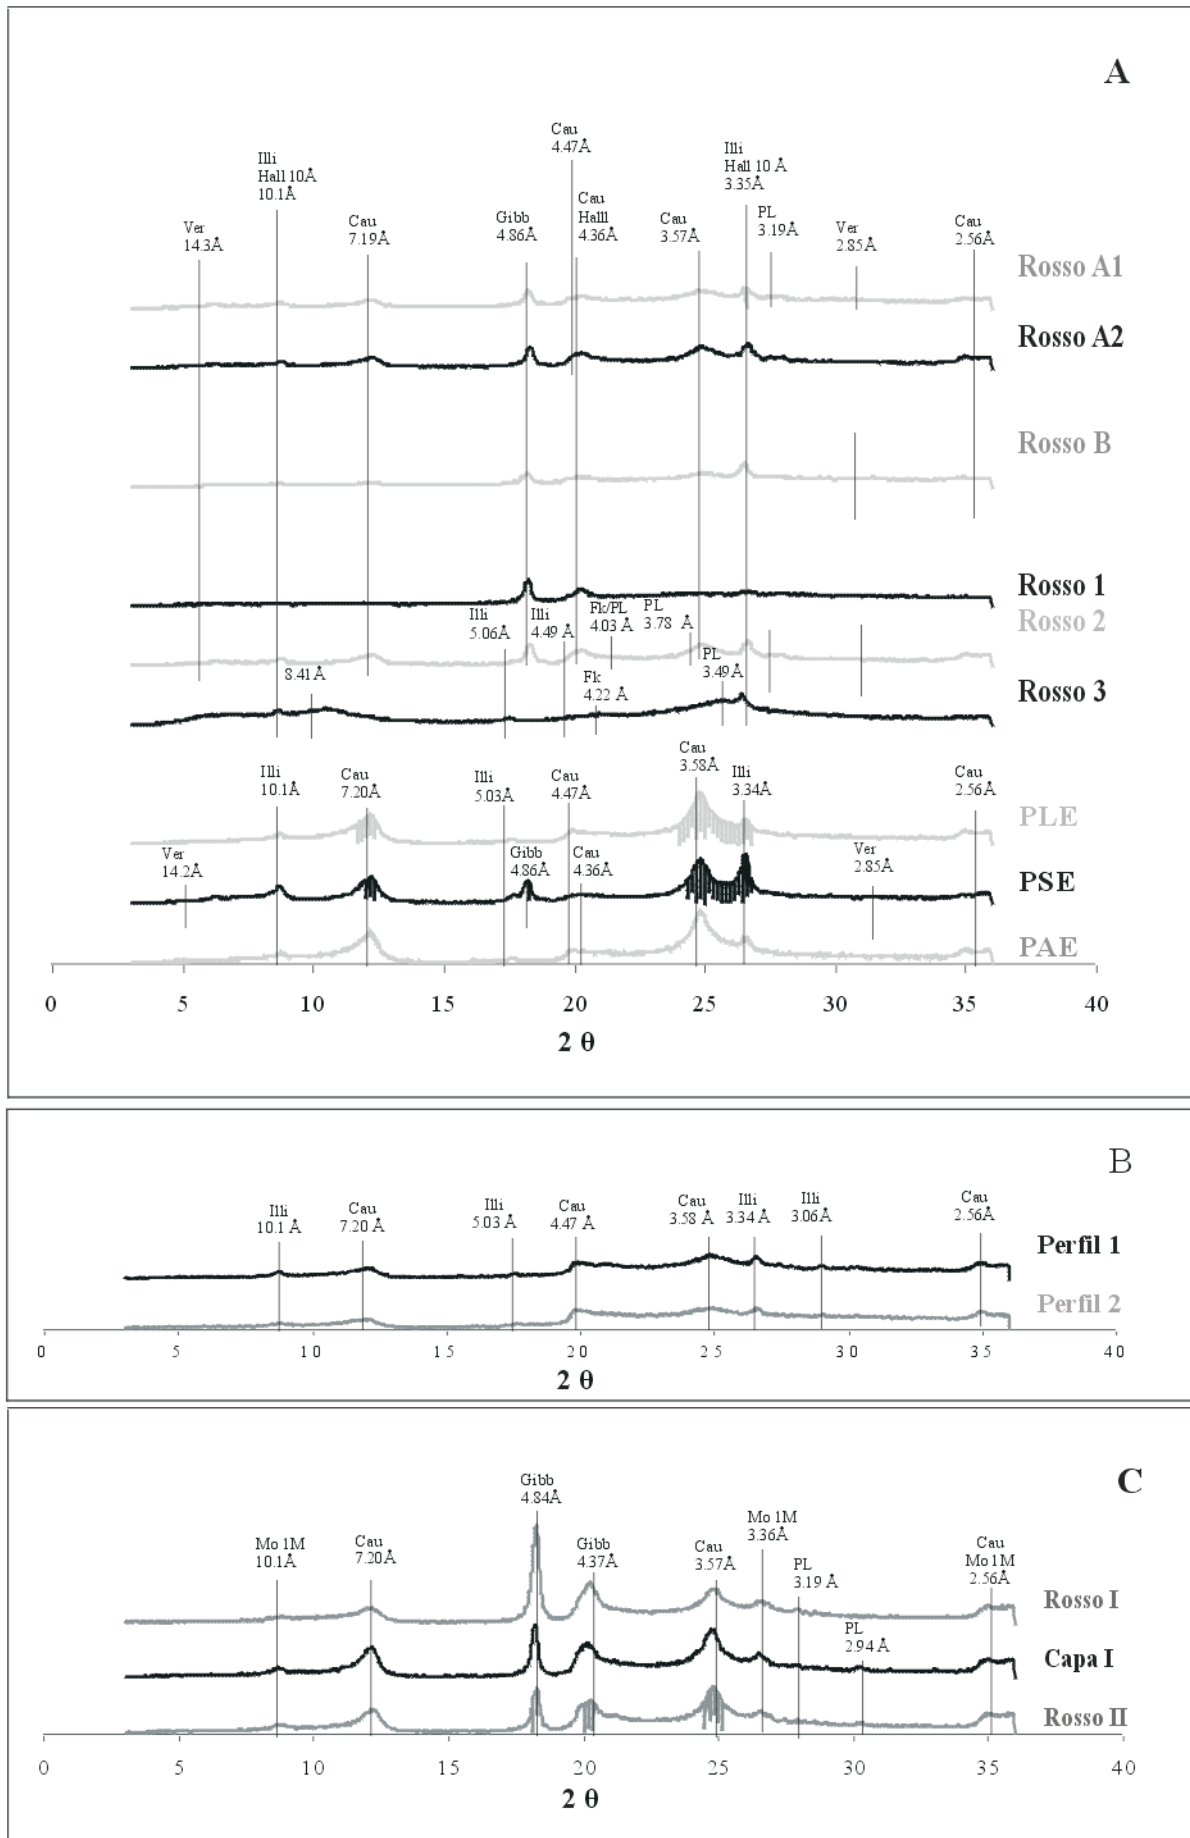 A
Cau
4.47Å
Illi
Hall 10Å
10.1Å
Illi
Hall 10 Å
3.35Å
Ver
14.3Å
Cau
7.19Å
Gibb
4.86Å
Cau
Halll
4.36Å
Cau
3.57Å
PL
3.19Å
Ver
2.85Å
Cau
2.56Å
Rosso A1
Rosso A2
Rosso B
Rosso 1
Illi
5.06Å
Illi
4.49 Å
Fk/PL
4.03 Å
PL
3.78 Å
Rosso 2
8.41 Å
Fk
4.22 Å
PL
3.49Å
Rosso 3
Illi
10.1Å
Cau
7.20Å
Illi
5.03Å
Cau
4.47Å
Cau
3.58Å
Illi
3.34Å
Cau
2.56Å
PLE
Ver
14.2Å
Gibb
4.86Å
Cau
4.36Å
Ver
2.85Å
PSE
PAE
0 5 10 15 20 25 30 35 40
2 θ
B
Illi
10.1 Å
Cau
7.20 Å
Illi
5.03 Å
Cau
4.47 Å
Cau
3.58 Å
Illi
3.34 Å
Illi
3.06Å
Cau
2.56Å
Perfil 1
Perfil 2
0 5 10 15 20 25 30 35 40
2 θ
C
Gibb
4.84Å
Mo 1M
10.1Å
Cau
7.20Å
Gibb
4.37Å
Cau
3.57Å
Mo 1M
3.36Å
PL
3.19 Å
Cau
Mo 1M
2.56Å
Rosso I
PL
2.94 Å
Capa I
Rosso II
0 5 10 15 20 25 30 35 40
2 θ